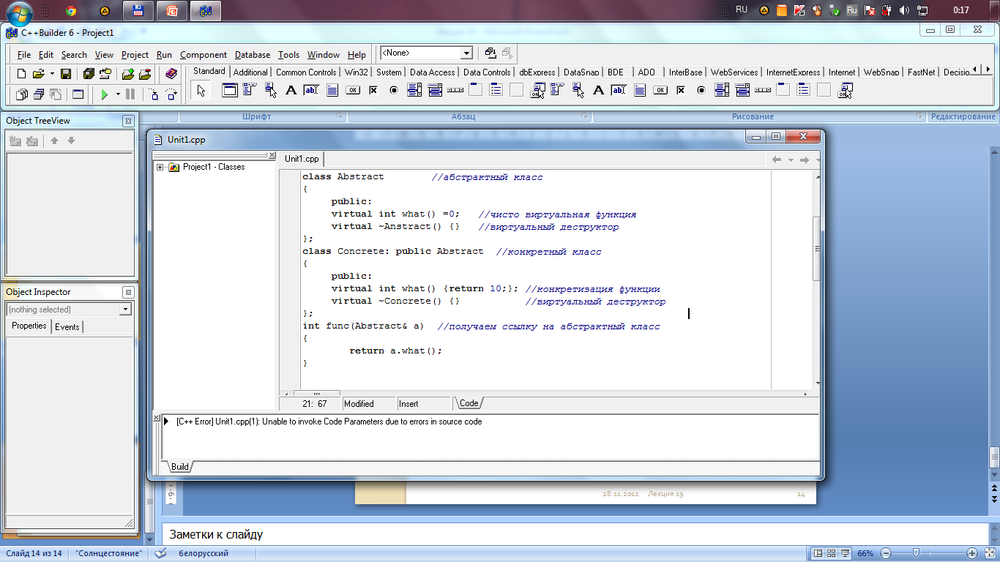 RU
Ru
0:17
C++Builder 6 - Project1
File Edit Search View Project Run Component Database Tools Window Help
<None>
Standard Additional Common Controls Win32 System Data Access Data Controls dbExpress DataSnap BDE ADO InterBase WebServices InternetExpress Internet WebSnap FastNet Decisio
Шрифт Абзац Рисование Редактирование
Object TreeView
Unit1.cpp
Project1 - Classes
Unit1.cpp
class Abstract //абстрактный класс
{
public:
virtual int what() =0; //чисто виртуальная функция
virtual ~Anstract() {} //виртуальный деструктор
};
class Concrete: public Abstract //конкретный класс
{
public:
virtual int what() {return 10;}; //конкретизация функции
virtual ~Concrete() {} //виртуальный деструктор
};
int func(Abstract& a) //получаем ссылку на абстрактный класс
{
return a.what();
}
21: 67 Modified Insert Code
Object Inspector
(nothing selected)
Properties Events
[C++ Error] Unit1.cpp(1): Unable to invoke Code Parameters due to errors in source code
Build
28.11.2012 Лекция 19 14
Заметки к слайду
Слайд 14 из 14 "Солнцестояние" белорусский 66%